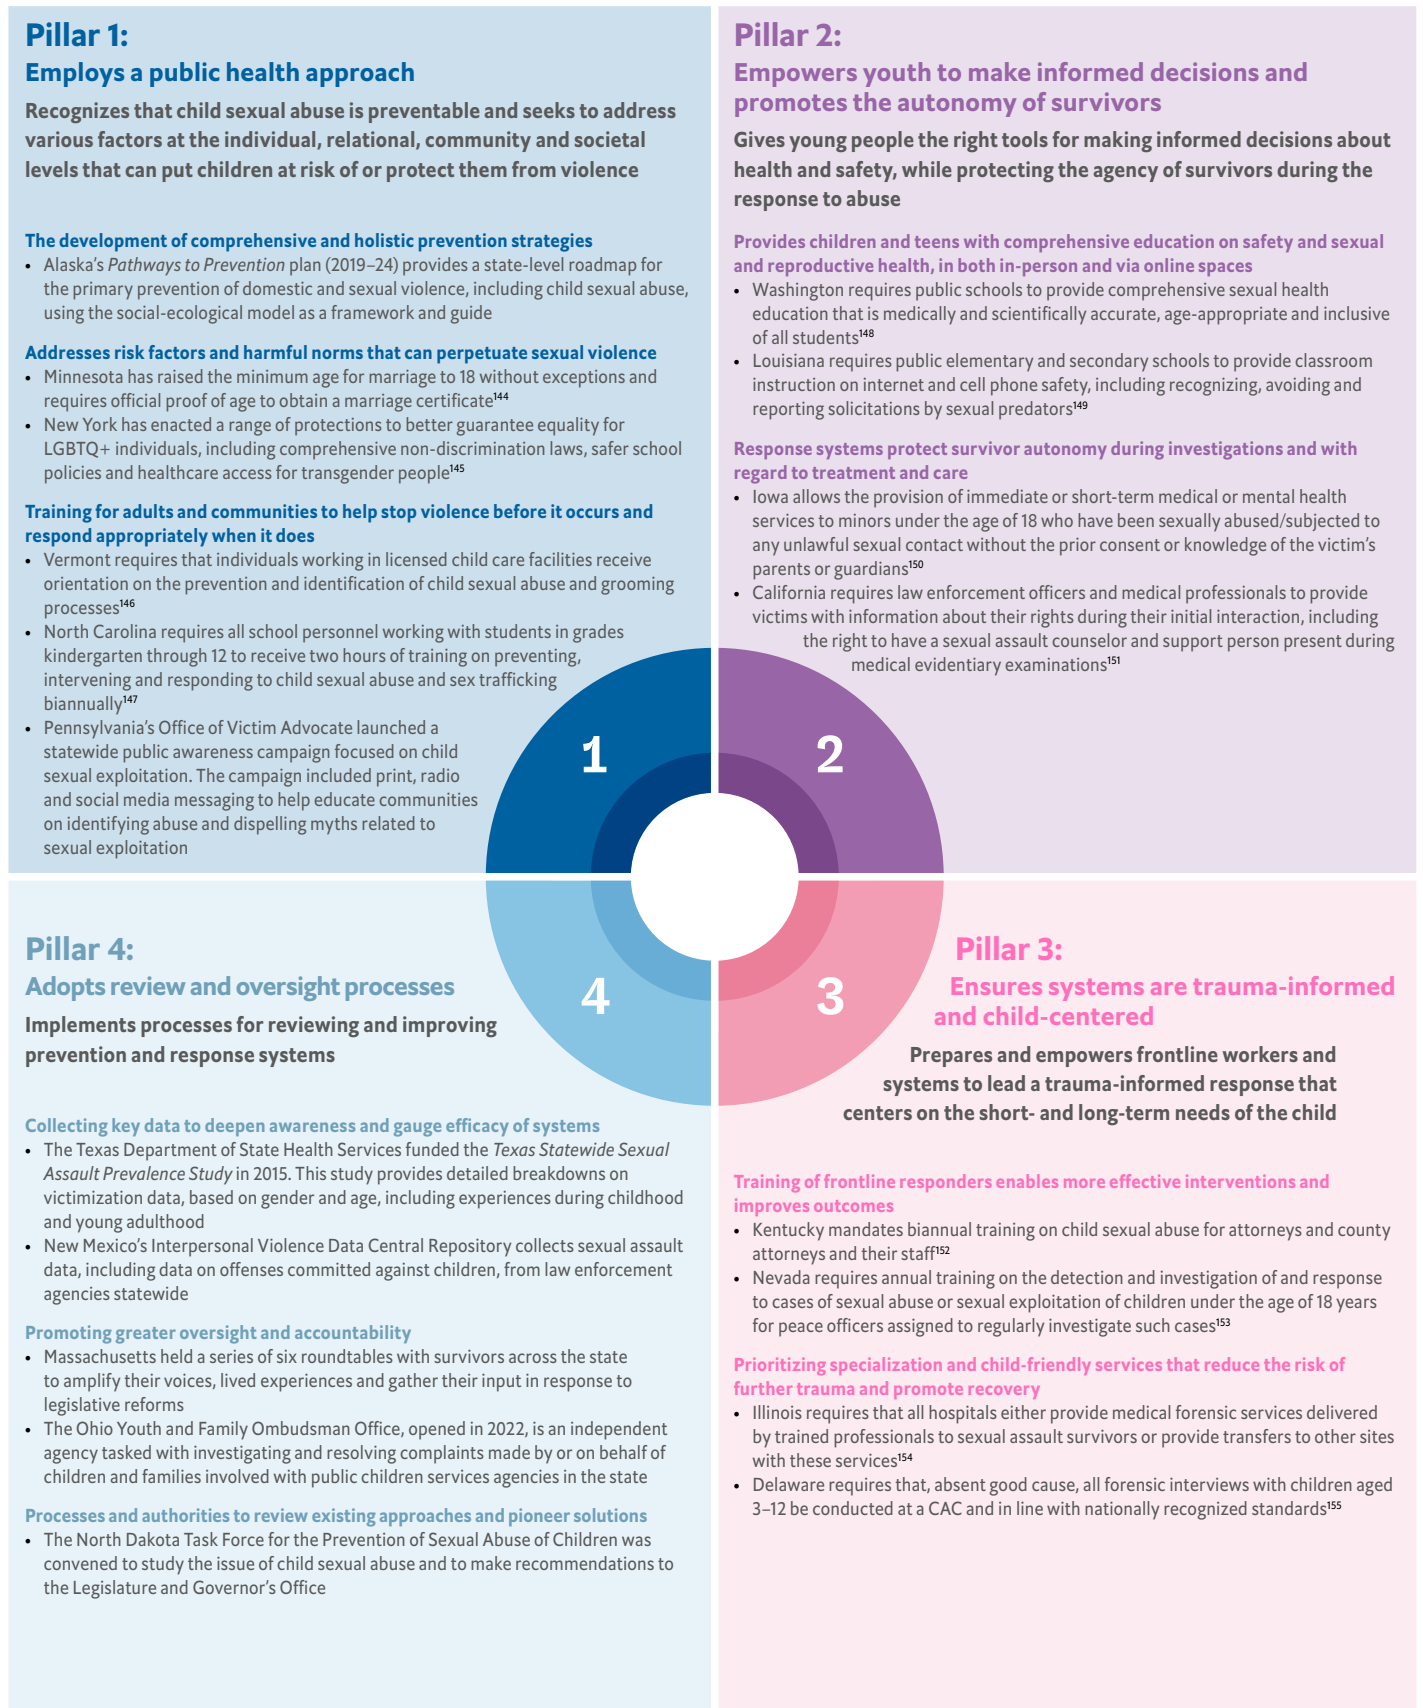 Pillar 1:
Employs a public health approach
Recognizes that child sexual abuse is preventable and seeks to address
various factors at the individual, relational, community and societal
levels that can put children at risk of or protect them from violence
The development of comprehensive and holistic prevention strategies
• Alaska's Pathways to Prevention plan (2019–24) provides a state-level roadmap for
the primary prevention of domestic and sexual violence, including child sexual abuse,
using the social-ecological model as a framework and guide
Addresses risk factors and harmful norms that can perpetuate sexual violence
• Minnesota has raised the minimum age for marriage to 18 without exceptions and
requires official proof of age to obtain a marriage certificate144
• New York has enacted a range of protections to better guarantee equality for
LGBTQ+ individuals, including comprehensive non-discrimination laws, safer school
policies and healthcare access for transgender people145
Training for adults and communities to help stop violence before it occurs and
respond appropriately when it does
• Vermont requires that individuals working in licensed child care facilities receive
orientation on the prevention and identification of child sexual abuse and grooming
processes146
• North Carolina requires all school personnel working with students in grades
kindergarten through 12 to receive two hours of training on preventing,
intervening and responding to child sexual abuse and sex trafficking
biannually147
• Pennsylvania's Office of Victim Advocate launched a
statewide public awareness campaign focused on child
sexual exploitation. The campaign included print, radio
and social media messaging to help educate communities
on identifying abuse and dispelling myths related to
sexual exploitation
1
Pillar 2:
Empowers youth to make informed decisions and
promotes the autonomy of survivors
Gives young people the right tools for making informed decisions about
health and safety, while protecting the agency of survivors during the
response to abuse
Provides children and teens with comprehensive education on safety and sexual
and reproductive health, in both in-person and via online spaces
• Washington requires public schools to provide comprehensive sexual health
education that is medically and scientifically accurate, age-appropriate and inclusive
of all students148
• Louisiana requires public elementary and secondary schools to provide classroom
instruction on internet and cell phone safety, including recognizing, avoiding and
reporting solicitations by sexual predators149
Response systems protect survivor autonomy during investigations and with
regard to treatment and care
• Iowa allows the provision of immediate or short-term medical or mental health
services to minors under the age of 18 who have been sexually abused/subjected to
any unlawful sexual contact without the prior consent or knowledge of the victim's
parents or guardians150
• California requires law enforcement officers and medical professionals to provide
victims with information about their rights during their initial interaction, including
the right to have a sexual assault counselor and support person present during
medical evidentiary examinations151
2
Pillar 4:
Adopts review and oversight processes
Implements processes for reviewing and improving
prevention and response systems
4
Collecting key data to deepen awareness and gauge efficacy of systems
• The Texas Department of State Health Services funded the Texas Statewide Sexual
Assault Prevalence Study in 2015. This study provides detailed breakdowns on
victimization data, based on gender and age, including experiences during childhood
and young adulthood
• New Mexico's Interpersonal Violence Data Central Repository collects sexual assault
data, including data on offenses committed against children, from law enforcement
agencies statewide
Promoting greater oversight and accountability
• Massachusetts held a series of six roundtables with survivors across the state
to amplify their voices, lived experiences and gather their input in response to
legislative reforms
• The Ohio Youth and Family Ombudsman Office, opened in 2022, is an independent
agency tasked with investigating and resolving complaints made by or on behalf of
children and families involved with public children services agencies in the state
Processes and authorities to review existing approaches and pioneer solutions
• The North Dakota Task Force for the Prevention of Sexual Abuse of Children was
convened to study the issue of child sexual abuse and to make recommendations to
the Legislature and Governor's Office
3
Pillar 3:
Ensures systems are trauma-informed
and child-centered
Prepares and empowers frontline workers and
systems to lead a trauma-informed response that
centers on the short- and long-term needs of the child
Training of frontline responders enables more effective interventions and
improves outcomes
• Kentucky mandates biannual training on child sexual abuse for attorneys and county
attorneys and their staff152
• Nevada requires annual training on the detection and investigation of and response
to cases of sexual abuse or sexual exploitation of children under the age of 18 years
for peace officers assigned to regularly investigate such cases153
Prioritizing specialization and child-friendly services that reduce the risk of
further trauma and promote recovery
• Illinois requires that all hospitals either provide medical forensic services delivered
by trained professionals to sexual assault survivors or provide transfers to other sites
with these services154
• Delaware requires that, absent good cause, all forensic interviews with children aged
3–12 be conducted at a CAC and in line with nationally recognized standards155